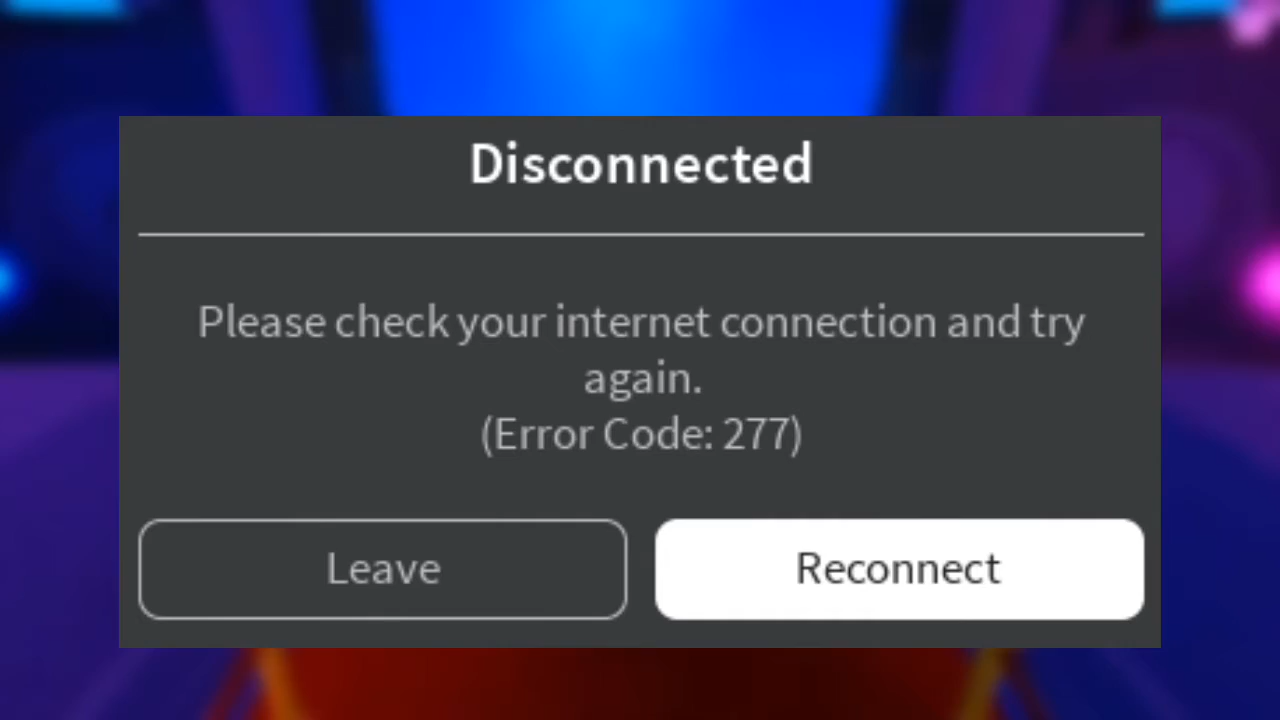 Disconnected
Please check your internet connection and try
again.
(Error Code: 277)
Leave
Reconnect